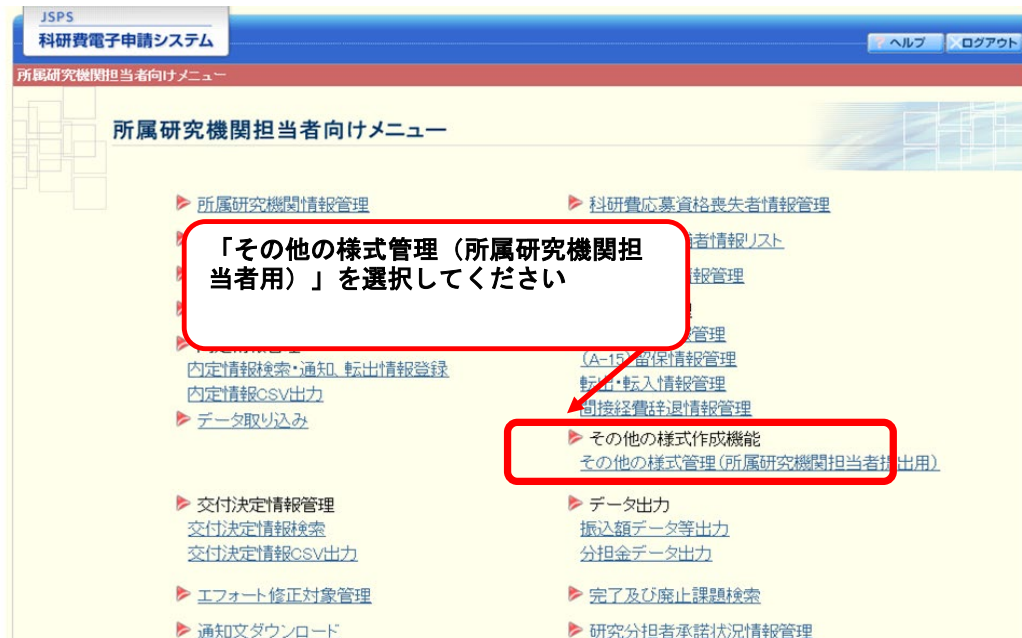 JSPS
科研費電子申請システム
ヘルプ
ログアウト
所属研究機関担当者向けメニュー
所属研究機関担当者向けメニュー
所属研究機関情報管理
科研費応募資格喪失者情報管理
「その他の様式管理（所属研究機関担
当者用）」を選択してください
者情報リスト
報管理
理
管理
内定情報検索・通知、転出情報登録
内定情報CSV出力
データ取り込み
(A-15)留保情報管理
転出・転入情報管理
間接経費辞退情報管理
その他の様式作成機能
その他の様式管理(所属研究機関担当者提出用)
交付決定情報管理
交付決定情報検索
交付決定情報CSV出力
データ出力
振込額データ等出力
分担金データ出力
エフォート修正対象管理
完了及び廃止課題検索
通知文ダウンロード
研究分担者承諾状況情報管理